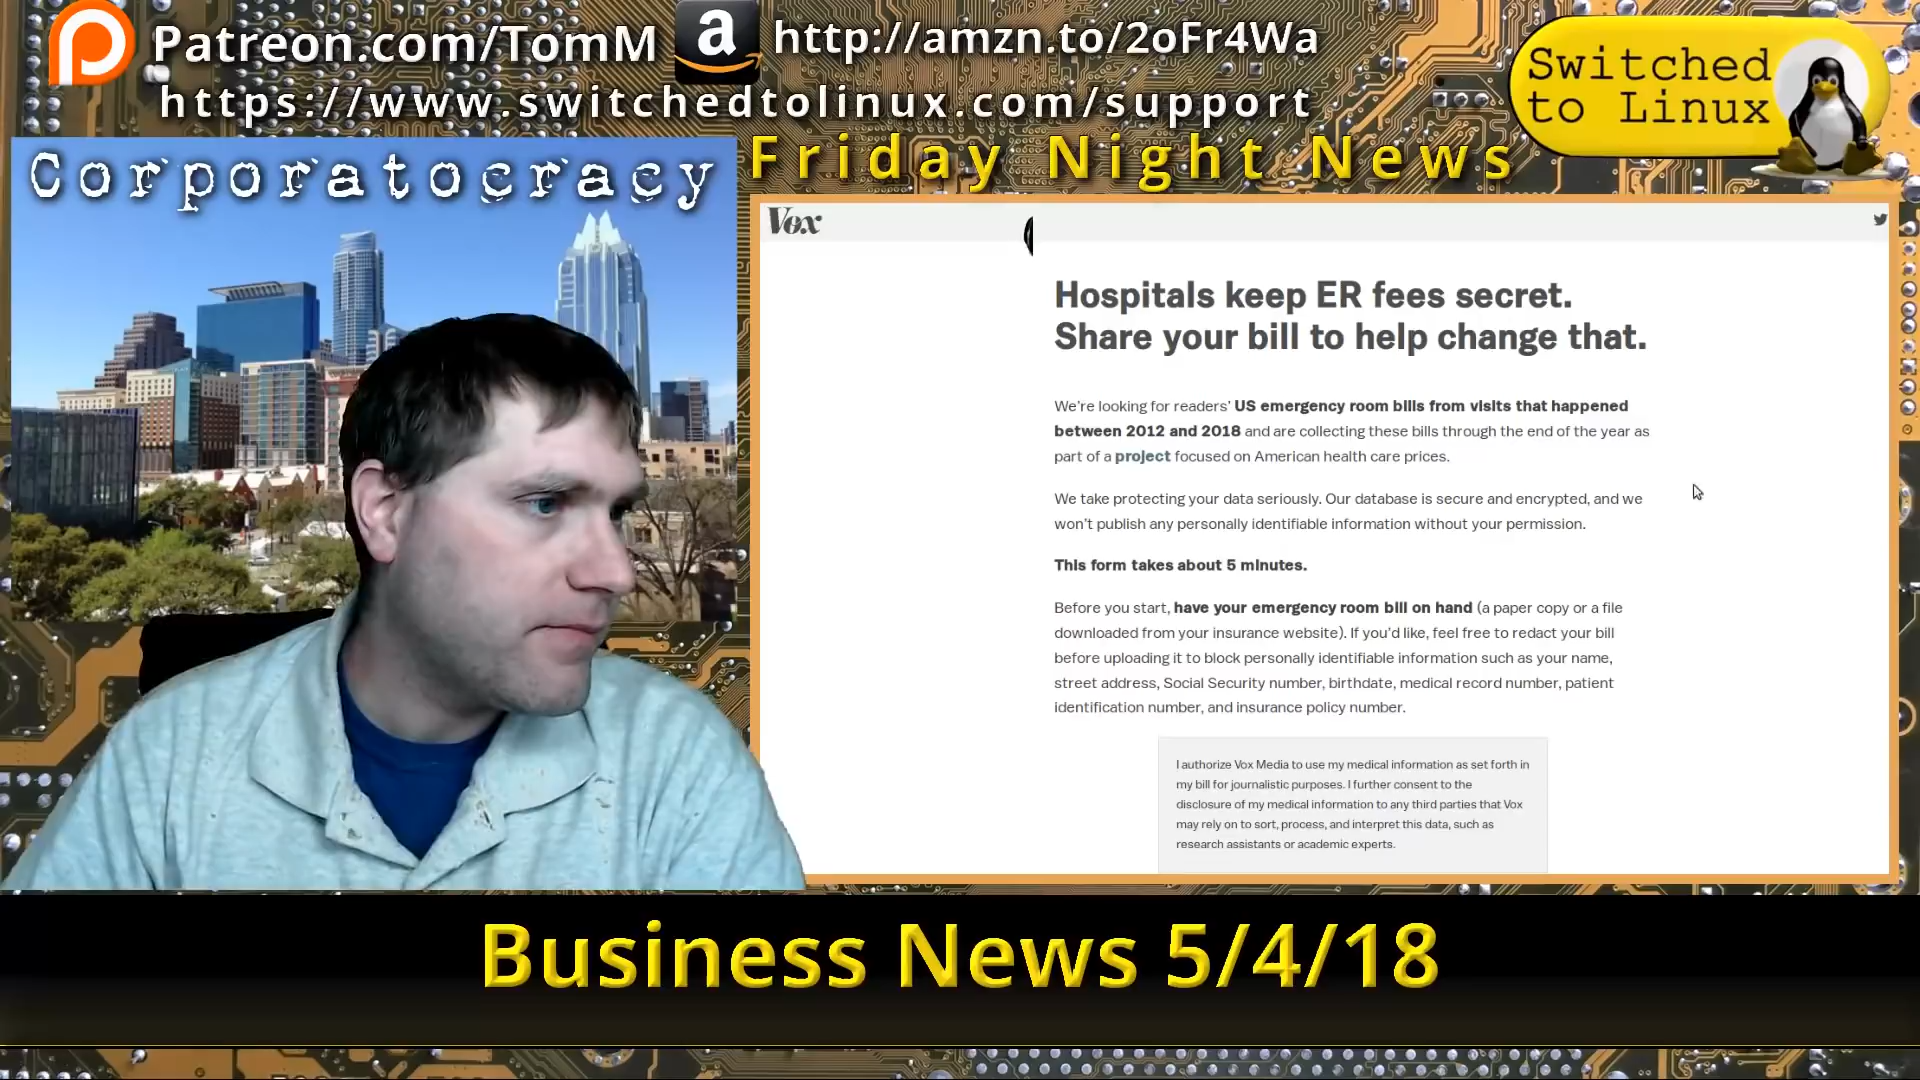 Patreon.com/TomM
http://amzn.to/2oFr4Wa
https://www.switchedtolinux.com/support
Switched
to Linux
Corporatocracy
Friday Night News
Vox
Hospitals keep ER fees secret.
Share your bill to help change that.
We're looking for readers' US emergency room bills from visits that happened
between 2012 and 2018 and are collecting these bills through the end of the year as
part of a project focused on American health care prices.
We take protecting your data seriously. Our database is secure and encrypted, and we
won't publish any personally identifiable information without your permission.
This form takes about 5 minutes.
Before you start, have your emergency room bill on hand (a paper copy or a file
downloaded from your insurance website). If you'd like, feel free to redact your bill
before uploading it to block personally identifiable information such as your name,
street address, Social Security number, birthdate, medical record number, patient
identification number, and insurance policy number.
I authorize Vox Media to use my medical information as set forth in
my bill for journalistic purposes. I further consent to the
disclosure of my medical information to any third parties that Vox
may rely on to sort, process, and interpret this data, such as
research assistants or academic experts.
Business News 5/4/18